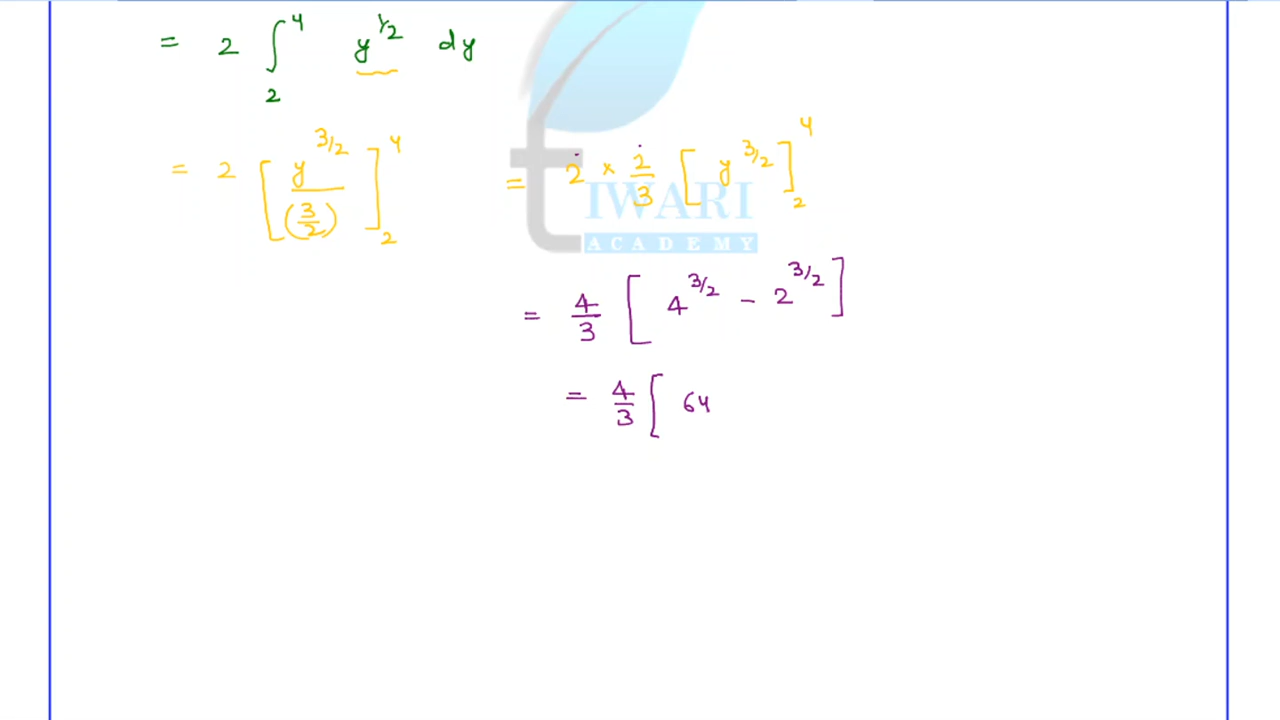 = 2 ∫₂⁴ y^{1/2} dy
= 2 [ y^{3/2} / (3/2) ]₂⁴ = 2 × 2/3 [ y^{3/2} ]₂⁴
tIWARI
ACADEMY
= 4/3 [ 4^{3/2} − 2^{3/2} ]
= 4/3 [ 64